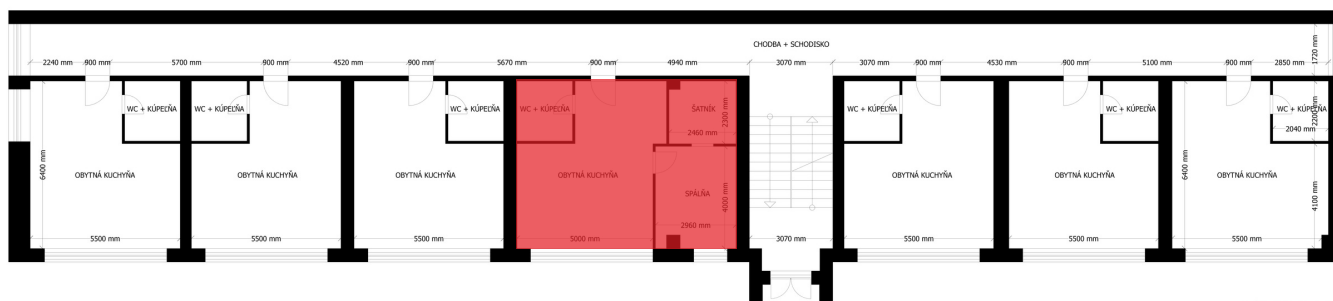 CHODBA + SCHODISKO
2240 mm
900 mm
5700 mm
900 mm
4520 mm
900 mm
5670 mm
900 mm
4940 mm
3070 mm
3070 mm
900 mm
4530 mm
900 mm
5100 mm
900 mm
2850 mm
1720 mm
WC + KÚPEĽŇA
WC + KÚPEĽŇA
WC + KÚPEĽŇA
WC + KÚPEĽŇA
ŠATNÍK
WC + KÚPEĽŇA
WC + KÚPEĽŇA
WC + KÚPEĽŇA
2300 mm
2200 mm
2460 mm
2040 mm
6400 mm
OBYTNÁ KUCHYŇA
OBYTNÁ KUCHYŇA
OBYTNÁ KUCHYŇA
OBYTNÁ KUCHYŇA
OBYTNÁ KUCHYŇA
OBYTNÁ KUCHYŇA
6400 mm
OBYTNÁ KUCHYŇA
SPÁLŇA
4000 mm
4100 mm
2960 mm
5500 mm
5500 mm
5500 mm
5000 mm
3070 mm
5500 mm
5500 mm
5500 mm